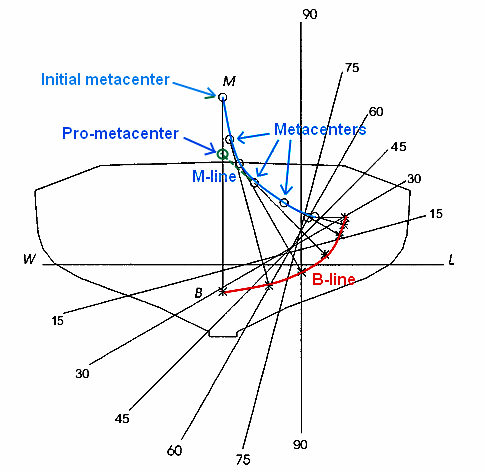 90
75
M
Initial metacenter
60
Pro-metacenter
Metacenters
45
M-line
30
15
W
L
B-line
B
15
30
45
60
90
75